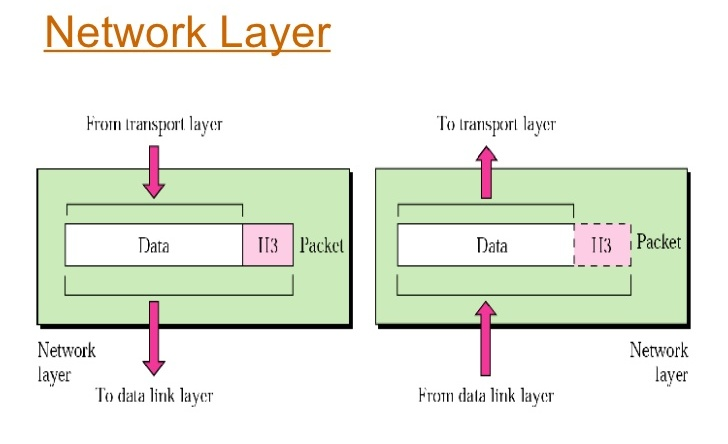 Network Layer
From transport layer
To transport layer
Data
H3
Packet
Data
H3
Packet
Network
layer
Network
layer
To data link layer
From data link layer